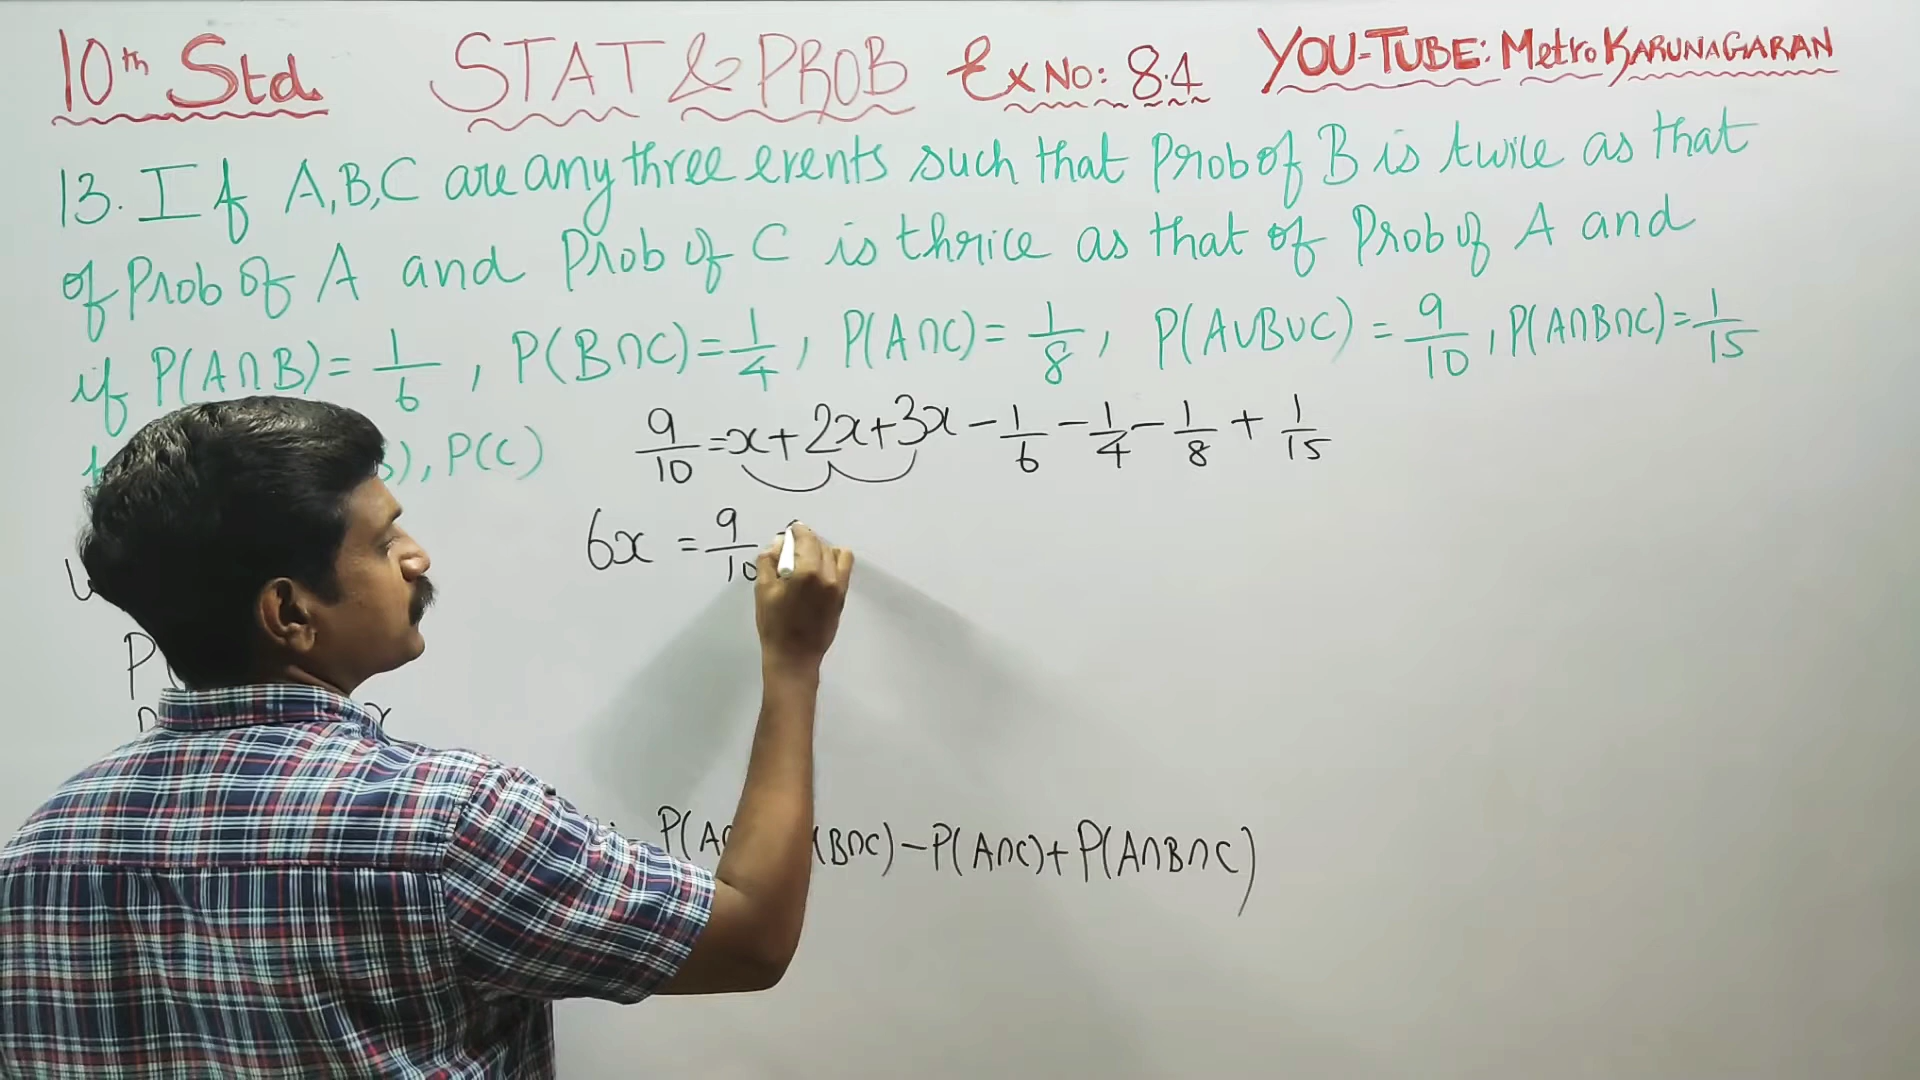 10th Std STAT & PROB Ex No: 8.4 YOU-TUBE: Metro KARUNAGARAN
13. If A,B,C are any three events such that Prob of B is twice as that
of Prob of A and Prob of C is thrice as that of Prob of A and
if P(A∩B) = 1/6, P(B∩C) = 1/4, P(A∩C) = 1/8, P(A∪B∪C) = 9/10, P(A∩B∩C) = 1/15
), P(C)
9/10 = x + 2x + 3x - 1/6 - 1/4 - 1/8 + 1/15
6x = 9/10
P(
P(A∩ (B∩C) - P(A∩C) + P(A∩B∩C)